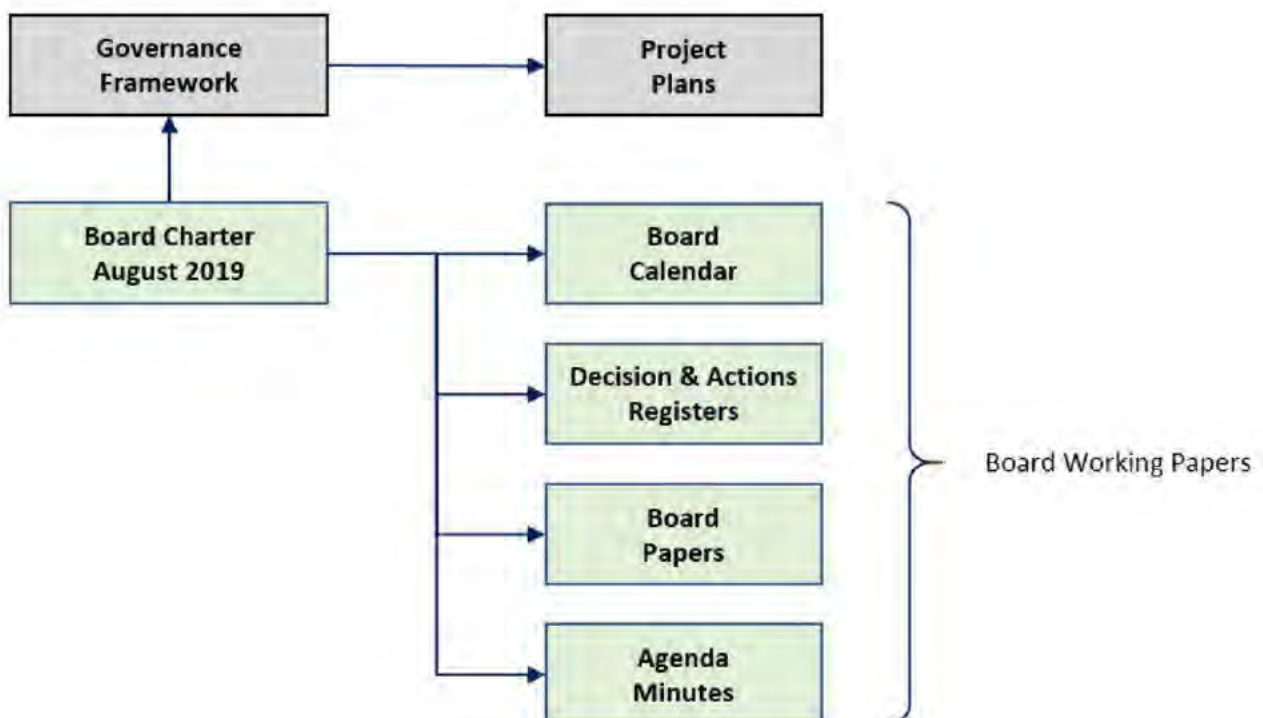 Governance
Framework
Project
Plans
Board Charter
August 2019
Board
Calendar
Decision & Actions
Registers
Board
Papers
Agenda
Minutes
Board Working Papers